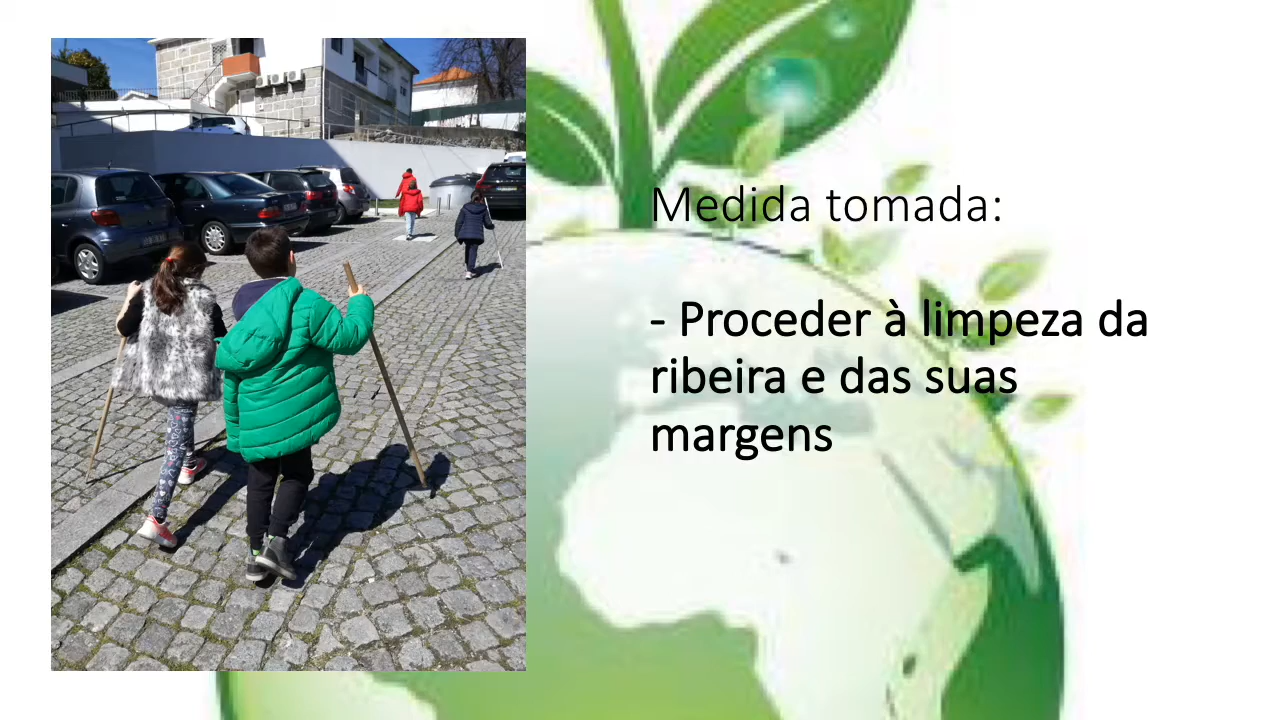 Medida tomada:
- Proceder à limpeza da
ribeira e das suas
margens